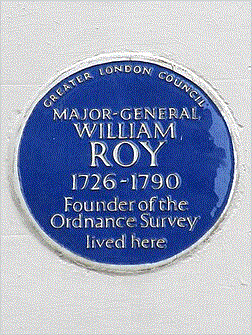 GREATER LONDON COUNCIL
MAJOR-GENERAL
WILLIAM
ROY
1726-1790
Founder of the
Ordnance Survey
lived here